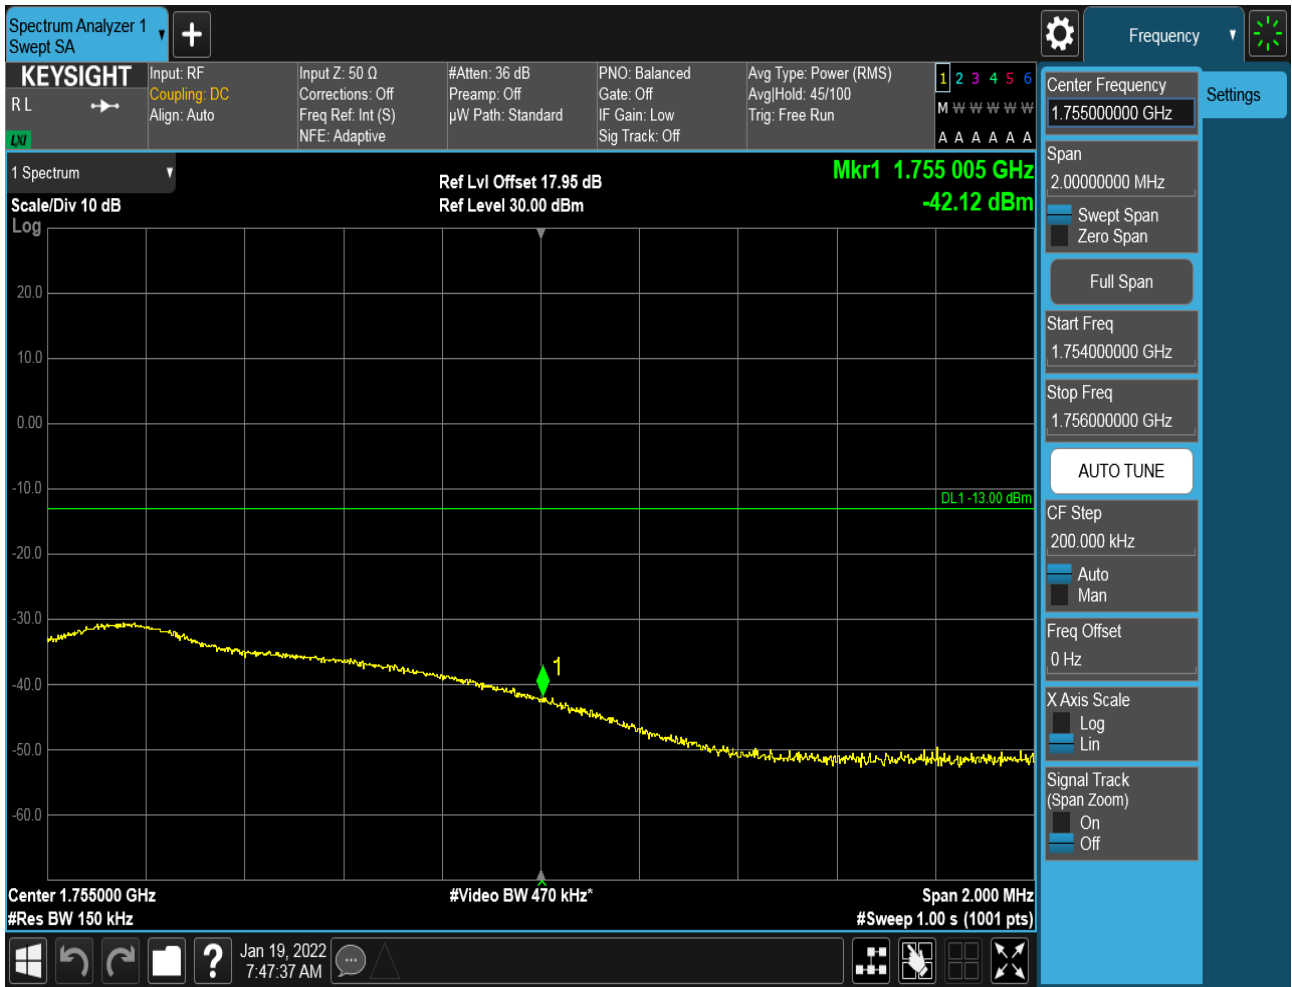 Spectrum Analyzer 1
Swept SA
Frequency
KEYSIGHT
R L
LXI
Input: RF
Coupling: DC
Align: Auto
Input Z: 50 Ω
Corrections: Off
Freq Ref: Int (S)
NFE: Adaptive
#Atten: 36 dB
Preamp: Off
µW Path: Standard
PNO: Balanced
Gate: Off
IF Gain: Low
Sig Track: Off
Avg Type: Power (RMS)
Avg|Hold: 45/100
Trig: Free Run
1 2 3 4 5 6
M W W W W W
A A A A A A
1 Spectrum
Scale/Div 10 dB
Log
Ref Lvl Offset 17.95 dB
Ref Level 30.00 dBm
Mkr1 1.755 005 GHz
-42.12 dBm
20.0
10.0
0.00
-10.0
-20.0
-30.0
-40.0
-50.0
-60.0
DL1 -13.00 dBm
1
Center 1.755000 GHz
#Res BW 150 kHz
#Video BW 470 kHz*
Span 2.000 MHz
#Sweep 1.00 s (1001 pts)
Jan 19, 2022
7:47:37 AM
?
Center Frequency
1.755000000 GHz
Settings
Span
2.00000000 MHz
Swept Span
Zero Span
Full Span
Start Freq
1.754000000 GHz
Stop Freq
1.756000000 GHz
AUTO TUNE
CF Step
200.000 kHz
Auto
Man
Freq Offset
0 Hz
X Axis Scale
Log
Lin
Signal Track
(Span Zoom)
On
Off